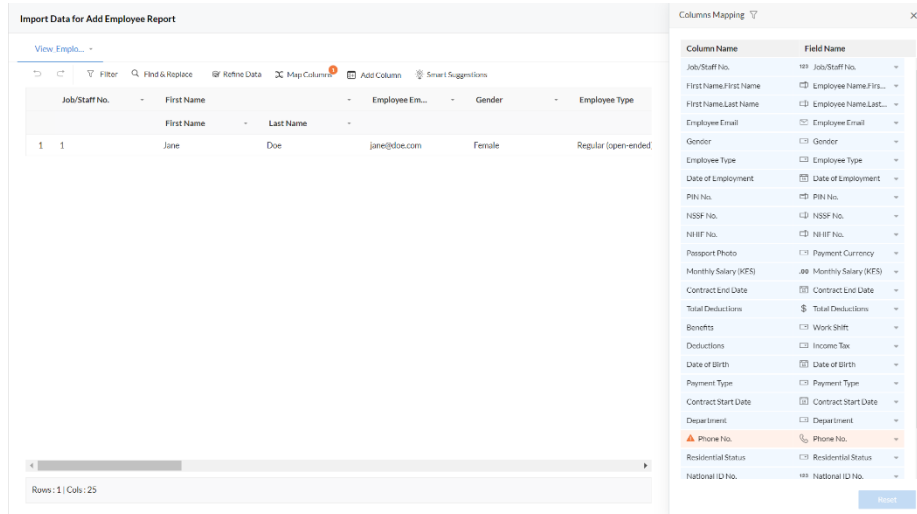 Import Data for Add Employee Report
View Emplo...
Filter Find & Replace Refine Data Map Columns 1 Add Column Smart Suggestions
Job/Staff No. First Name Employee Em... Gender Employee Type
First Name Last Name
1 1 Jane Doe jane@doe.com Female Regular (open-ended)
Rows : 1 | Cols : 25
Columns Mapping
Column Name Field Name
Job/Staff No. 123 Job/Staff No.
First Name.First Name Employee Name.Firs...
First Name.Last Name Employee Name.Last...
Employee Email Employee Email
Gender Gender
Employee Type Employee Type
Date of Employment Date of Employment
PIN No. PIN No.
NSSF No. NSSF No.
NHIF No. NHIF No.
Passport Photo Payment Currency
Monthly Salary (KES) .00 Monthly Salary (KES)
Contract End Date Contract End Date
Total Deductions $ Total Deductions
Benefits Work Shift
Deductions Income Tax
Date of Birth Date of Birth
Payment Type Payment Type
Contract Start Date Contract Start Date
Department Department
Phone No. Phone No.
Residential Status Residential Status
National ID No. 123 National ID No.
Reset